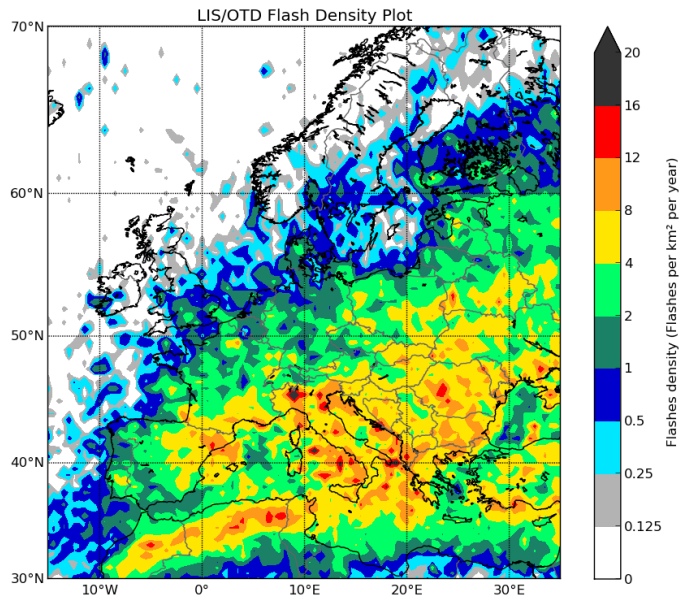 LIS/OTD Flash Density Plot
70°N
60°N
50°N
40°N
30°N
10°W
0°
10°E
20°E
30°E
20
16
12
8
4
2
1
0.5
0.25
0.125
0
Flashes density (Flashes per km² per year)